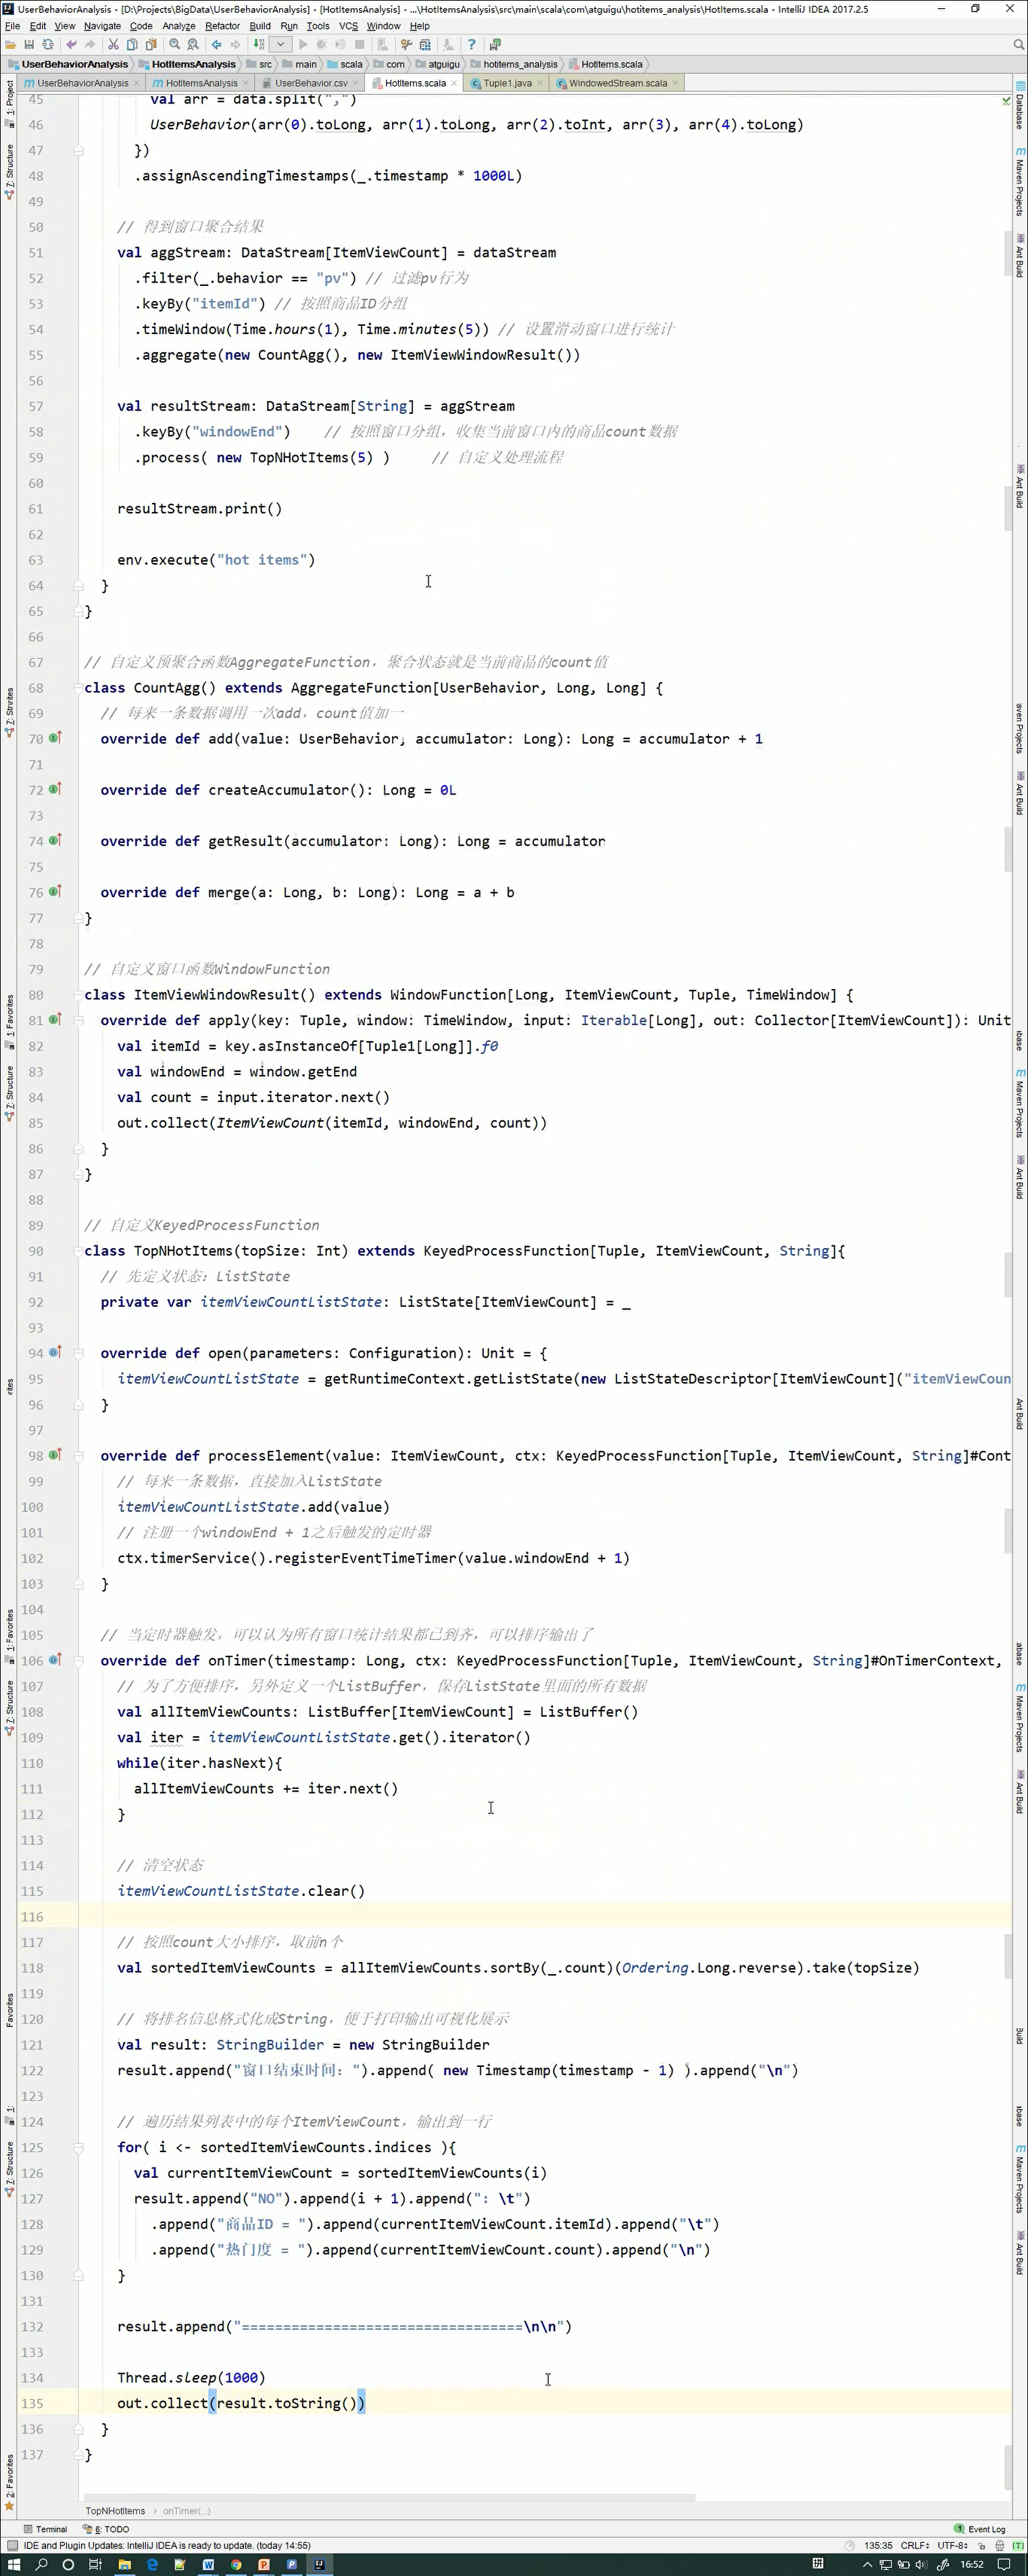 UserBehaviorAnalysis - [D:\Projects\BigData\UserBehaviorAnalysis] - [HotItemsAnalysis] - ...\HotItemsAnalysis\src\main\scala\com\atguigu\hotitems_analysis\HotItems.scala - IntelliJ IDEA 2017.2.5
File Edit View Navigate Code Analyze Refactor Build Run Tools VCS Window Help
UserBehaviorAnalysis HotItemsAnalysis src main scala com atguigu hotitems_analysis HotItems.scala
UserBehaviorAnalysis HotItemsAnalysis UserBehavior.csv HotItems.scala Tuple1.java WindowedStream.scala
45 val arr = data.split(",")
46 UserBehavior(arr(0).toLong, arr(1).toLong, arr(2).toInt, arr(3), arr(4).toLong)
47 })
48 .assignAscendingTimestamps(_.timestamp * 1000L)
49
50 // 得到窗口聚合结果
51 val aggStream: DataStream[ItemViewCount] = dataStream
52 .filter(_.behavior == "pv") // 过滤pv行为
53 .keyBy("itemId") // 按照商品ID分组
54 .timeWindow(Time.hours(1), Time.minutes(5)) // 设置滑动窗口进行统计
55 .aggregate(new CountAgg(), new ItemViewWindowResult())
56
57 val resultStream: DataStream[String] = aggStream
58 .keyBy("windowEnd") // 按照窗口分组，收集当前窗口内的商品count数据
59 .process( new TopNHotItems(5) ) // 自定义处理流程
60
61 resultStream.print()
62
63 env.execute("hot items")
64 }
65 }
66
67 // 自定义预聚合函数AggregateFunction，聚合状态就是当前商品的count值
68 class CountAgg() extends AggregateFunction[UserBehavior, Long, Long] {
69 // 每来一条数据调用一次add，count值加一
70 override def add(value: UserBehavior, accumulator: Long): Long = accumulator + 1
71
72 override def createAccumulator(): Long = 0L
73
74 override def getResult(accumulator: Long): Long = accumulator
75
76 override def merge(a: Long, b: Long): Long = a + b
77 }
78
79 // 自定义窗口函数WindowFunction
80 class ItemViewWindowResult() extends WindowFunction[Long, ItemViewCount, Tuple, TimeWindow] {
81 override def apply(key: Tuple, window: TimeWindow, input: Iterable[Long], out: Collector[ItemViewCount]): Unit
82 val itemId = key.asInstanceOf[Tuple1[Long]].f0
83 val windowEnd = window.getEnd
84 val count = input.iterator.next()
85 out.collect(ItemViewCount(itemId, windowEnd, count))
86 }
87 }
88
89 // 自定义KeyedProcessFunction
90 class TopNHotItems(topSize: Int) extends KeyedProcessFunction[Tuple, ItemViewCount, String]{
91 // 先定义状态：ListState
92 private var itemViewCountListState: ListState[ItemViewCount] = _
93
94 override def open(parameters: Configuration): Unit = {
95 itemViewCountListState = getRuntimeContext.getListState(new ListStateDescriptor[ItemViewCount]("itemViewCoun
96 }
97
98 override def processElement(value: ItemViewCount, ctx: KeyedProcessFunction[Tuple, ItemViewCount, String]#Cont
99 // 每来一条数据，直接加入ListState
100 itemViewCountListState.add(value)
101 // 注册一个windowEnd + 1之后触发的定时器
102 ctx.timerService().registerEventTimeTimer(value.windowEnd + 1)
103 }
104
105 // 当定时器触发，可以认为所有窗口统计结果都已到齐，可以排序输出了
106 override def onTimer(timestamp: Long, ctx: KeyedProcessFunction[Tuple, ItemViewCount, String]#OnTimerContext,
107 // 为了方便排序，另外定义一个ListBuffer，保存ListState里面的所有数据
108 val allItemViewCounts: ListBuffer[ItemViewCount] = ListBuffer()
109 val iter = itemViewCountListState.get().iterator()
110 while(iter.hasNext){
111 allItemViewCounts += iter.next()
112 }
113
114 // 清空状态
115 itemViewCountListState.clear()
116
117 // 按照count大小排序，取前n个
118 val sortedItemViewCounts = allItemViewCounts.sortBy(_.count)(Ordering.Long.reverse).take(topSize)
119
120 // 将排名信息格式化成String，便于打印输出可视化展示
121 val result: StringBuilder = new StringBuilder
122 result.append("窗口结束时间：").append( new Timestamp(timestamp - 1) ).append("\n")
123
124 // 遍历结果列表中的每个ItemViewCount，输出到一行
125 for( i <- sortedItemViewCounts.indices ){
126 val currentItemViewCount = sortedItemViewCounts(i)
127 result.append("NO").append(i + 1).append(": \t")
128 .append("商品ID = ").append(currentItemViewCount.itemId).append("\t")
129 .append("热门度 = ").append(currentItemViewCount.count).append("\n")
130 }
131
132 result.append("==================================\n\n")
133
134 Thread.sleep(1000)
135 out.collect(result.toString())
136 }
137 }
TopNHotItems onTimer(...)
Terminal 6: TODO Event Log
IDE and Plugin Updates: IntelliJ IDEA is ready to update. (today 14:55) 135:35 CRLF UTF-8
16:52